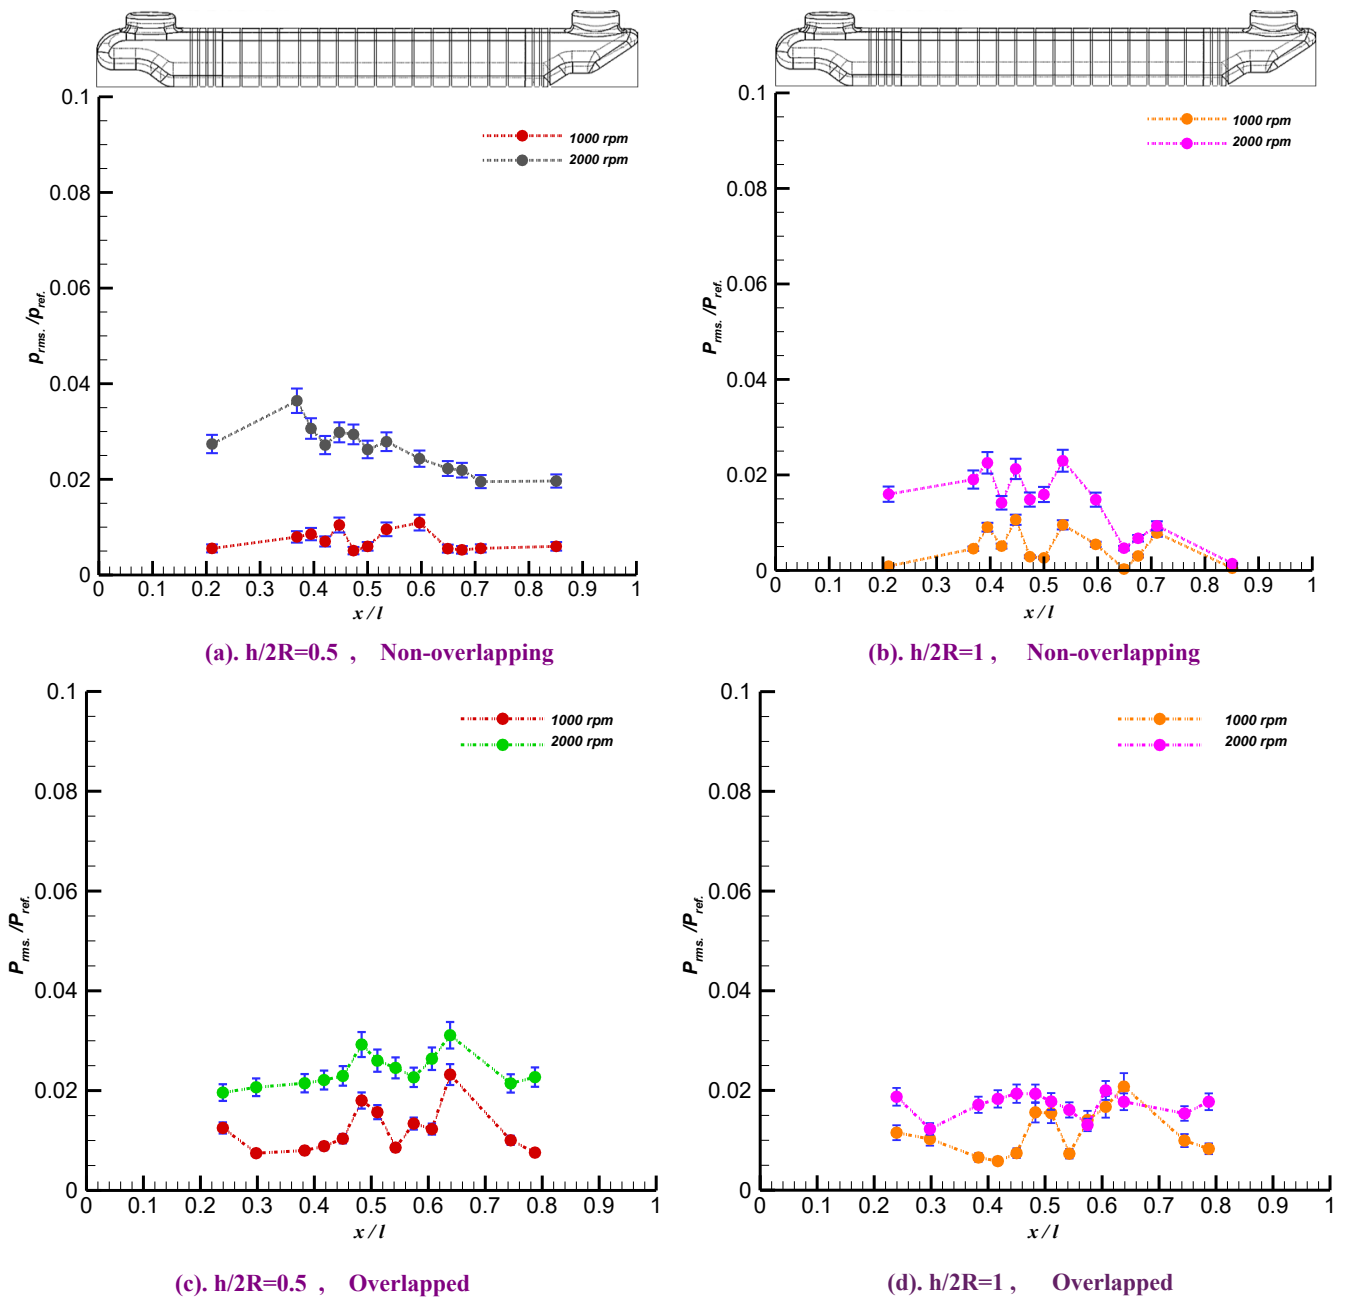 0.1
0.08
0.06
0.04
0.02
0
p rms. /p ref.
1000 rpm
2000 rpm
0 0.1 0.2 0.3 0.4 0.5 0.6 0.7 0.8 0.9 1
x / l
(a). h/2R=0.5 , Non-overlapping
0.1
0.08
0.06
0.04
0.02
0
P rms. /P ref.
1000 rpm
2000 rpm
0 0.1 0.2 0.3 0.4 0.5 0.6 0.7 0.8 0.9 1
x / l
(b). h/2R=1 , Non-overlapping
0.1
0.08
0.06
0.04
0.02
0
P rms. /P ref.
1000 rpm
2000 rpm
0 0.1 0.2 0.3 0.4 0.5 0.6 0.7 0.8 0.9 1
x / l
(c). h/2R=0.5 , Overlapped
0.1
0.08
0.06
0.04
0.02
0
P rms. /P ref.
1000 rpm
2000 rpm
0 0.1 0.2 0.3 0.4 0.5 0.6 0.7 0.8 0.9 1
x / l
(d). h/2R=1 , Overlapped